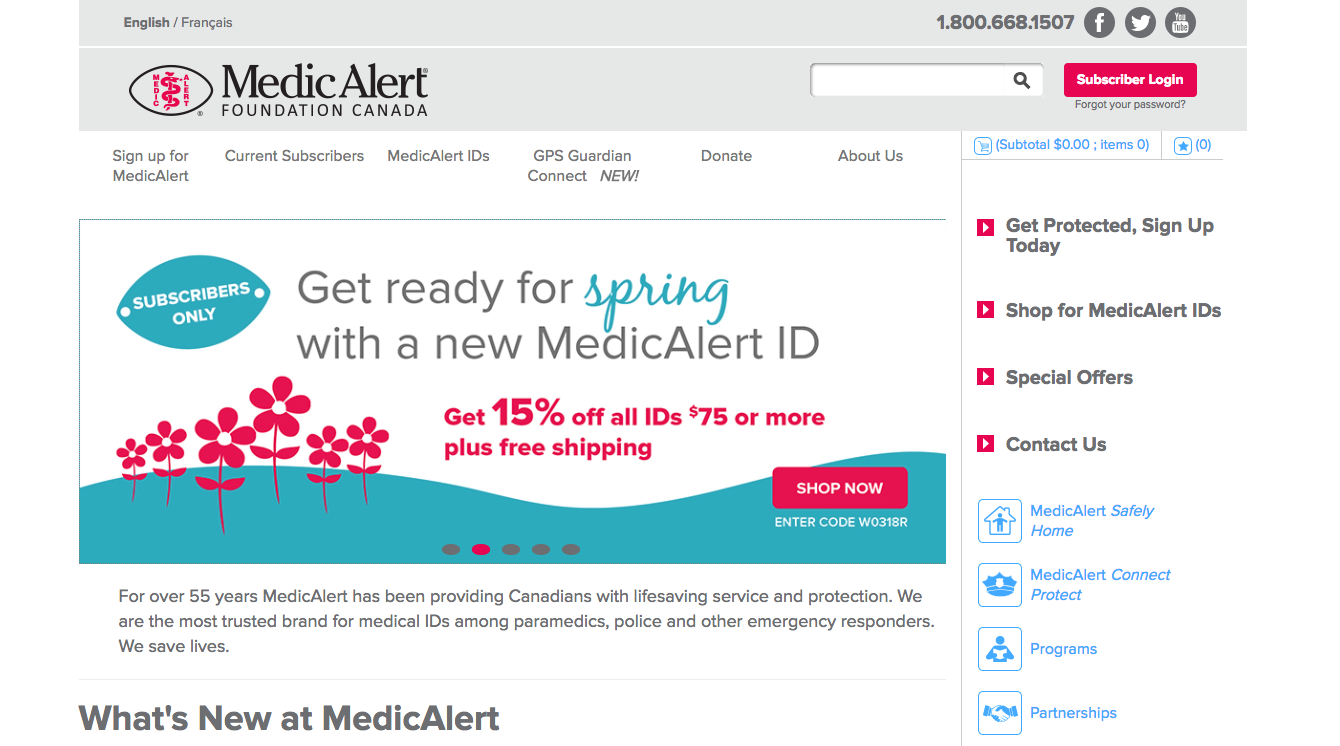 English / Français
1.800.668.1507
You
Tube
MEDIC ALERT
MedicAlert®
FOUNDATION CANADA
®
Subscriber Login
Forgot your password?
Sign up for
MedicAlert
Current Subscribers
MedicAlert IDs
GPS Guardian
Connect NEW!
Donate
About Us
(Subtotal $0.00 ; items 0)
(0)
SUBSCRIBERS
ONLY
Get ready for spring
with a new MedicAlert ID
Get 15% off all IDs $75 or more
plus free shipping
SHOP NOW
ENTER CODE W0318R
For over 55 years MedicAlert has been providing Canadians with lifesaving service and protection. We
are the most trusted brand for medical IDs among paramedics, police and other emergency responders.
We save lives.
What's New at MedicAlert
Get Protected, Sign Up
Today
Shop for MedicAlert IDs
Special Offers
Contact Us
MedicAlert Safely
Home
MedicAlert Connect
Protect
Programs
Partnerships